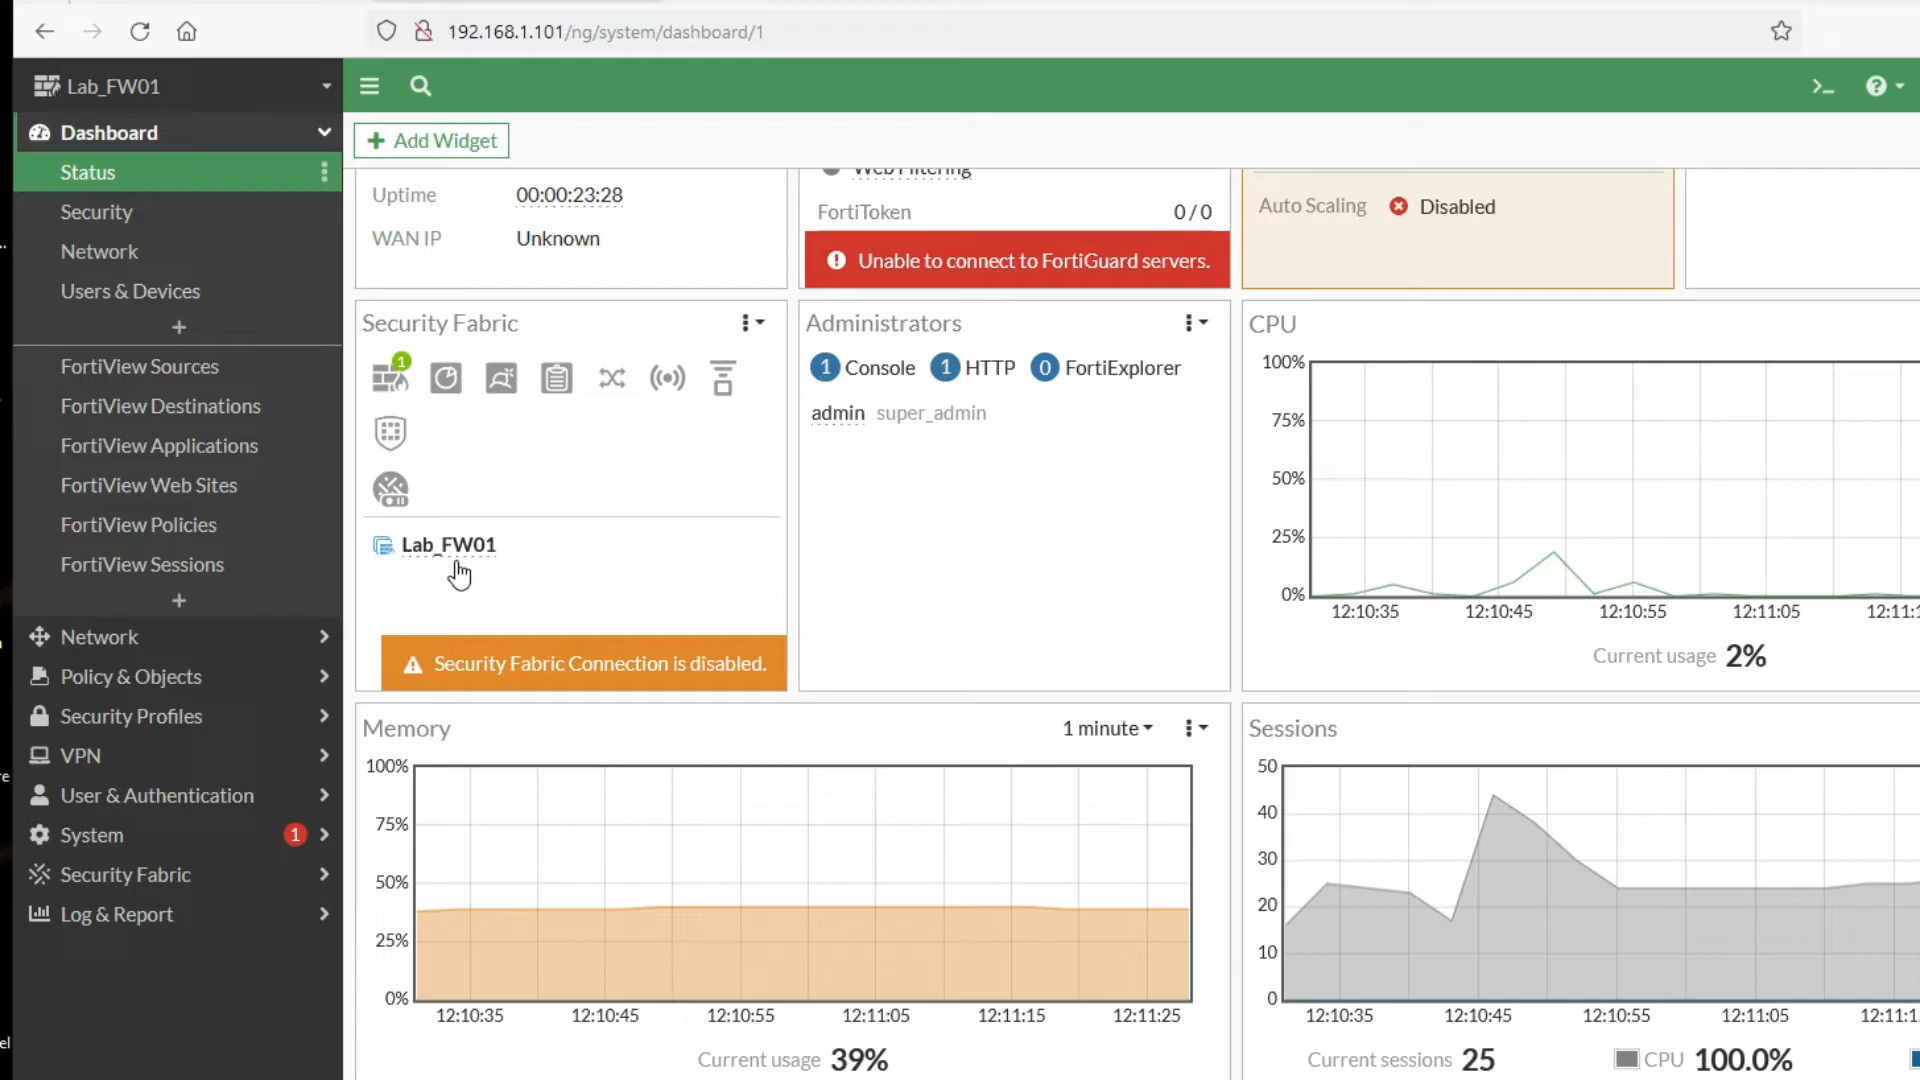 192.168.1.101/ng/system/dashboard/1
Lab_FW01
Dashboard
Status
Security
Network
Users & Devices
+
FortiView Sources
FortiView Destinations
FortiView Applications
FortiView Web Sites
FortiView Policies
FortiView Sessions
+
Network
Policy & Objects
Security Profiles
VPN
User & Authentication
System 1
Security Fabric
Log & Report
+ Add Widget
Uptime 00:00:23:28
WAN IP Unknown
Web Filtering
FortiToken 0 / 0
Unable to connect to FortiGuard servers.
Auto Scaling Disabled
Security Fabric
1
Lab_FW01
Security Fabric Connection is disabled.
Administrators
1 Console 1 HTTP 0 FortiExplorer
admin super_admin
CPU
100%
75%
50%
25%
0%
12:10:35 12:10:45 12:10:55 12:11:05 12:11:1
Current usage 2%
Memory 1 minute
100%
75%
50%
25%
0%
12:10:35 12:10:45 12:10:55 12:11:05 12:11:15 12:11:25
Current usage 39%
Sessions
50
40
30
20
10
0
12:10:35 12:10:45 12:10:55 12:11:05 12:11:1
Current sessions 25 CPU 100.0%